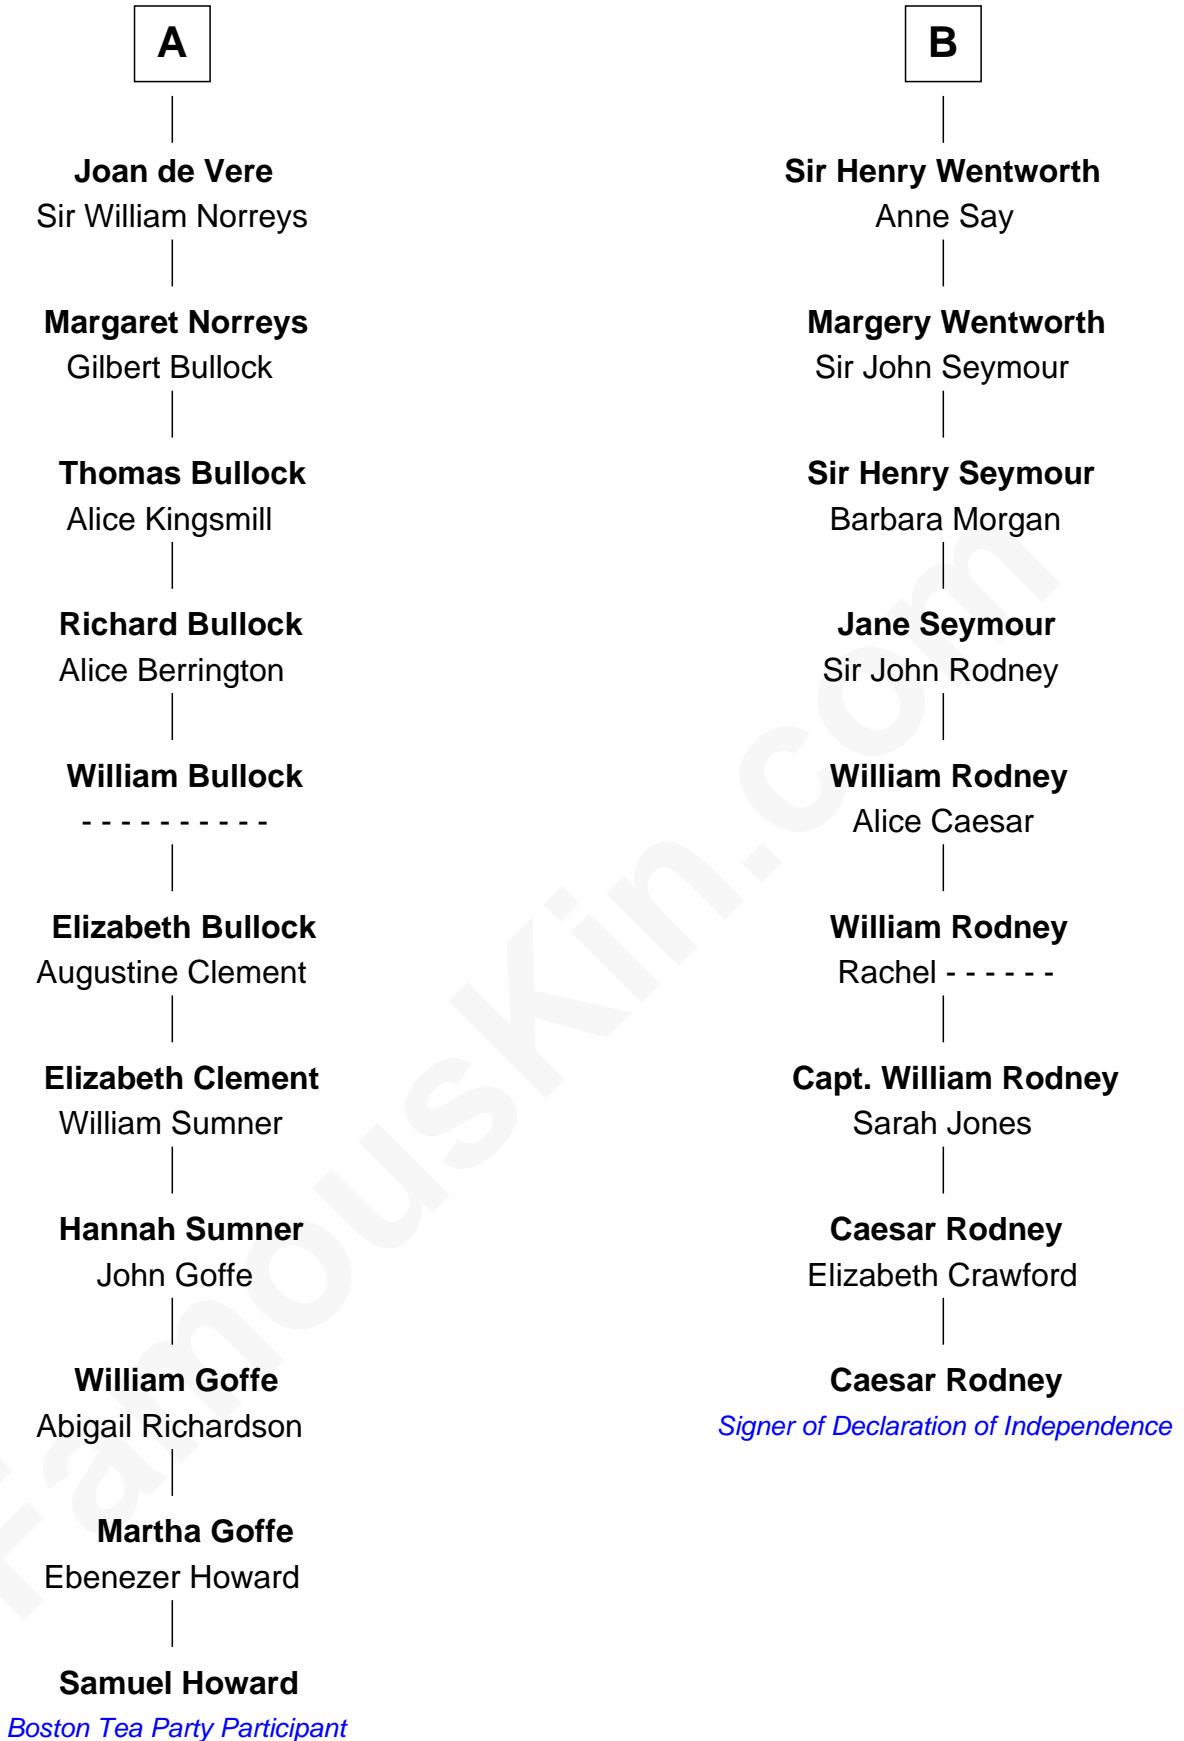 A
Joan de Vere
Sir William Norreys
Margaret Norreys
Gilbert Bullock
Thomas Bullock
Alice Kingsmill
Richard Bullock
Alice Berrington
William Bullock
- - - - - - - - - -
Elizabeth Bullock
Augustine Clement
Elizabeth Clement
William Sumner
Hannah Sumner
John Goffe
William Goffe
Abigail Richardson
Martha Goffe
Ebenezer Howard
Samuel Howard
Boston Tea Party Participant
B
Sir Henry Wentworth
Anne Say
Margery Wentworth
Sir John Seymour
Sir Henry Seymour
Barbara Morgan
Jane Seymour
Sir John Rodney
William Rodney
Alice Caesar
William Rodney
Rachel - - - - - -
Capt. William Rodney
Sarah Jones
Caesar Rodney
Elizabeth Crawford
Caesar Rodney
Signer of Declaration of Independence
FamousKin.com